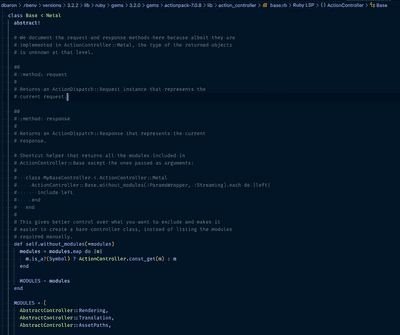 dbaron > .rbenv > versions > 3.2.2 > lib > ruby > gems > 3.2.0 > gems > actionpack-7.0.8 > lib > action_controller > base.rb > Ruby LSP > {} ActionController > Base
class Base < Metal
abstract!
# We document the request and response methods here because albeit they are
# implemented in ActionController::Metal, the type of the returned objects
# is unknown at that level.
##
# :method: request
#
# Returns an ActionDispatch::Request instance that represents the
# current request.
##
# :method: response
#
# Returns an ActionDispatch::Response that represents the current
# response.
# Shortcut helper that returns all the modules included in
# ActionController::Base except the ones passed as arguments:
#
# class MyBaseController < ActionController::Metal
# ActionController::Base.without_modules(:ParamsWrapper, :Streaming).each do |left|
# include left
# end
# end
#
# This gives better control over what you want to exclude and makes it
# easier to create a bare controller class, instead of listing the modules
# required manually.
def self.without_modules(*modules)
modules = modules.map do |m|
m.is_a?(Symbol) ? ActionController.const_get(m) : m
end
MODULES - modules
end
MODULES = [
AbstractController::Rendering,
AbstractController::Translation,
AbstractController::AssetPaths,